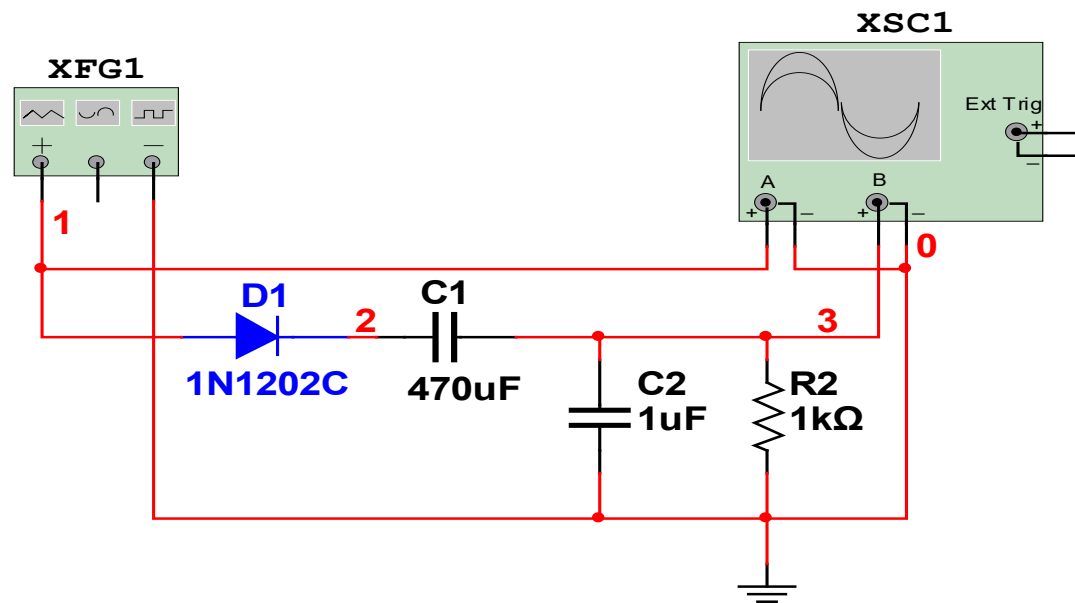 XSC1
XFG1
Ext Trig
+
−
+
−
A
B
+
−
+
−
1
0
D1
2
C1
3
1N1202C
470uF
C2
1uF
R2
1kΩ